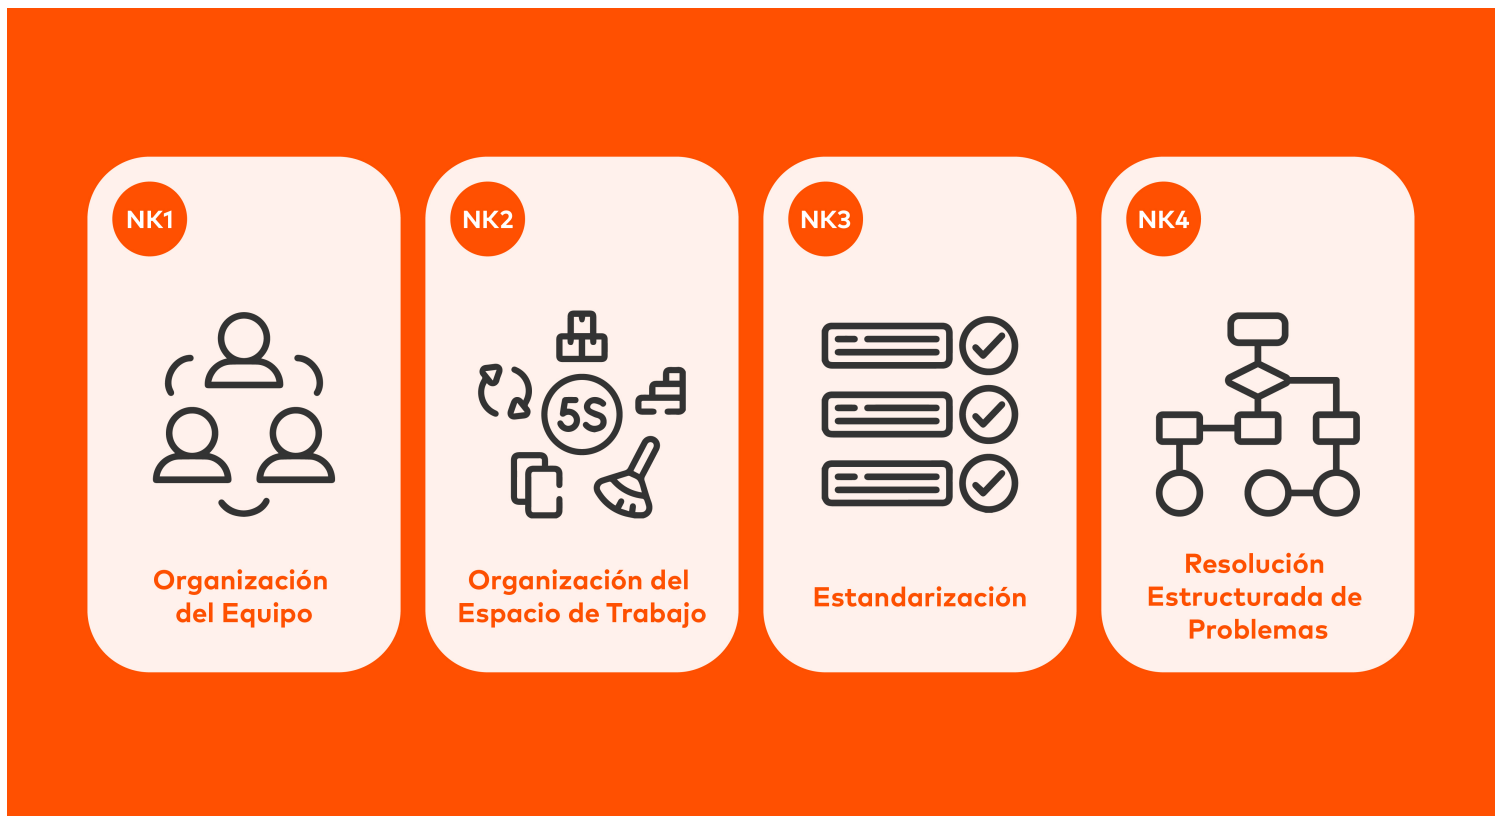 NK1
Organización
del Equipo
NK2
5S
Organización del
Espacio de Trabajo
NK3
Estandarización
NK4
Resolución
Estructurada de
Problemas